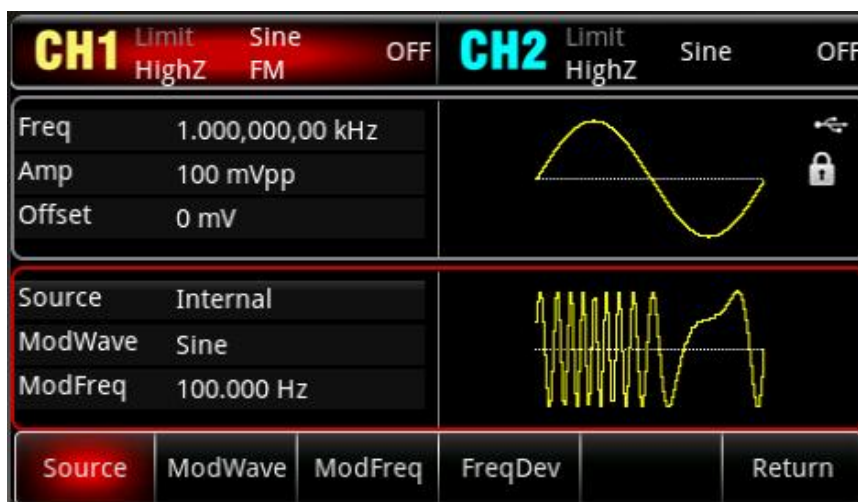 CH1 Limit Sine OFF CH2 Limit Sine OFF
HighZ FM HighZ
Freq 1.000,000,00 kHz
Amp 100 mVpp
Offset 0 mV
Source Internal
ModWave Sine
ModFreq 100.000 Hz
Source ModWave ModFreq FreqDev Return